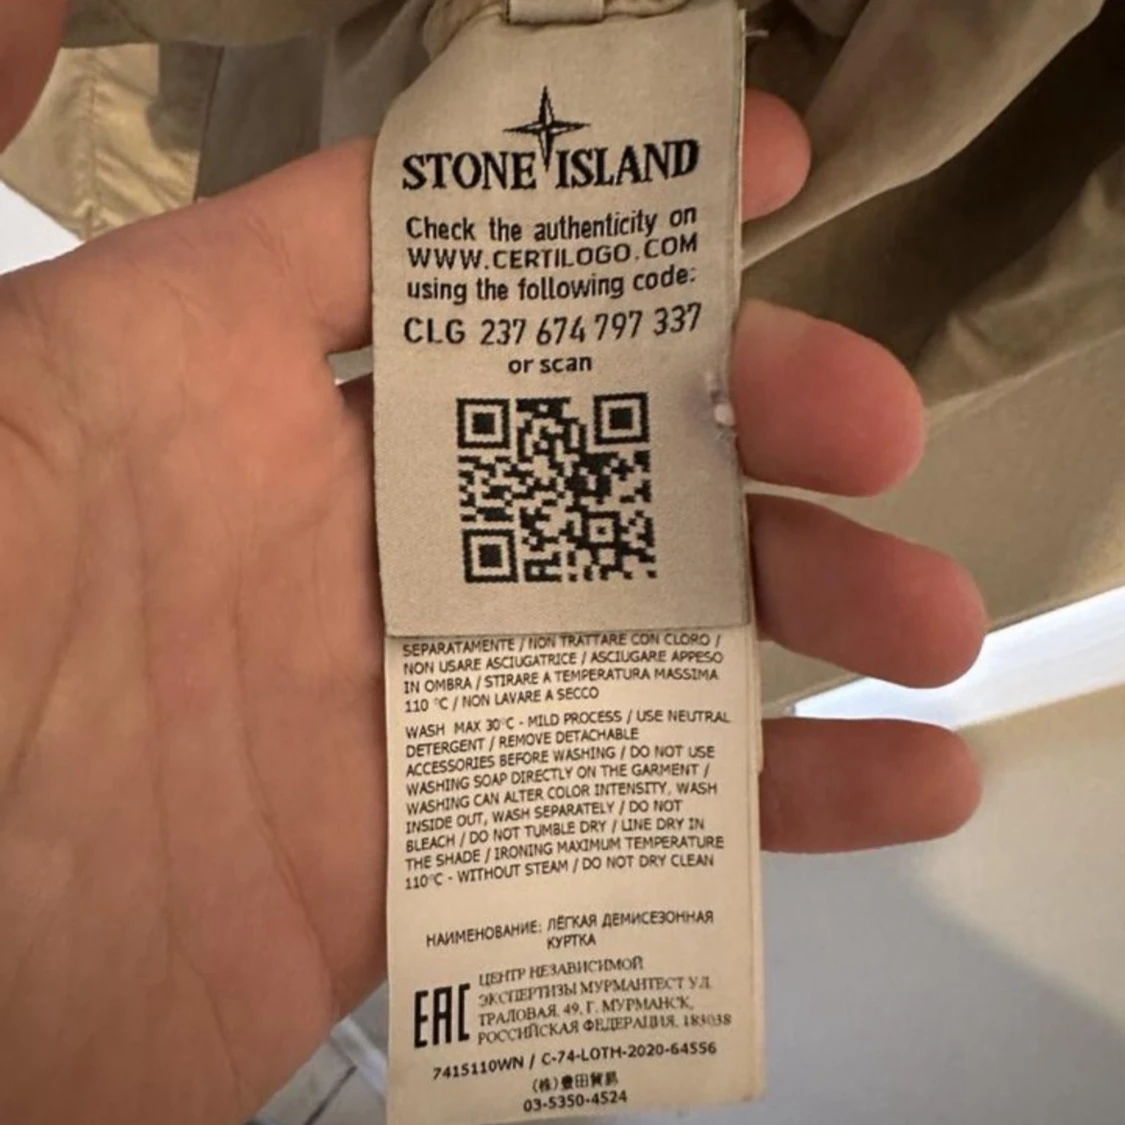 STONE ISLAND
Check the authenticity on
WWW.CERTILOGO.COM
using the following code:
CLG 237 674 797 337
or scan
SEPARATAMENTE / NON TRATTARE CON CLORO /
NON USARE ASCIUGATRICE / ASCIUGARE APPESO
IN OMBRA / STIRARE A TEMPERATURA MASSIMA
110 °C / NON LAVARE A SECCO
WASH MAX 30°C - MILD PROCESS / USE NEUTRAL
DETERGENT / REMOVE DETACHABLE
ACCESSORIES BEFORE WASHING / DO NOT USE
WASHING SOAP DIRECTLY ON THE GARMENT /
WASHING CAN ALTER COLOR INTENSITY, WASH
INSIDE OUT, WASH SEPARATELY / DO NOT
BLEACH / DO NOT TUMBLE DRY / LINE DRY IN
THE SHADE / IRONING MAXIMUM TEMPERATURE
110°C - WITHOUT STEAM / DO NOT DRY CLEAN
НАИМЕНОВАНИЕ: ЛЁГКАЯ ДЕМИСЕЗОННАЯ
КУРТКА
EAC
ЦЕНТР НЕЗАВИСИМОЙ
ЭКСПЕРТИЗЫ МУРМАНТЕСТ УЛ.
ТРАЛОВАЯ, 49, Г. МУРМАНСК,
РОССИЙСКАЯ ФЕДЕРАЦИЯ, 183038
7415110WN / C-74-LOTH-2020-64556
(株)豊田貿易
03-5350-4524